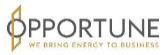 OPPORTUNE
WE BRING ENERGY TO BUSINESS